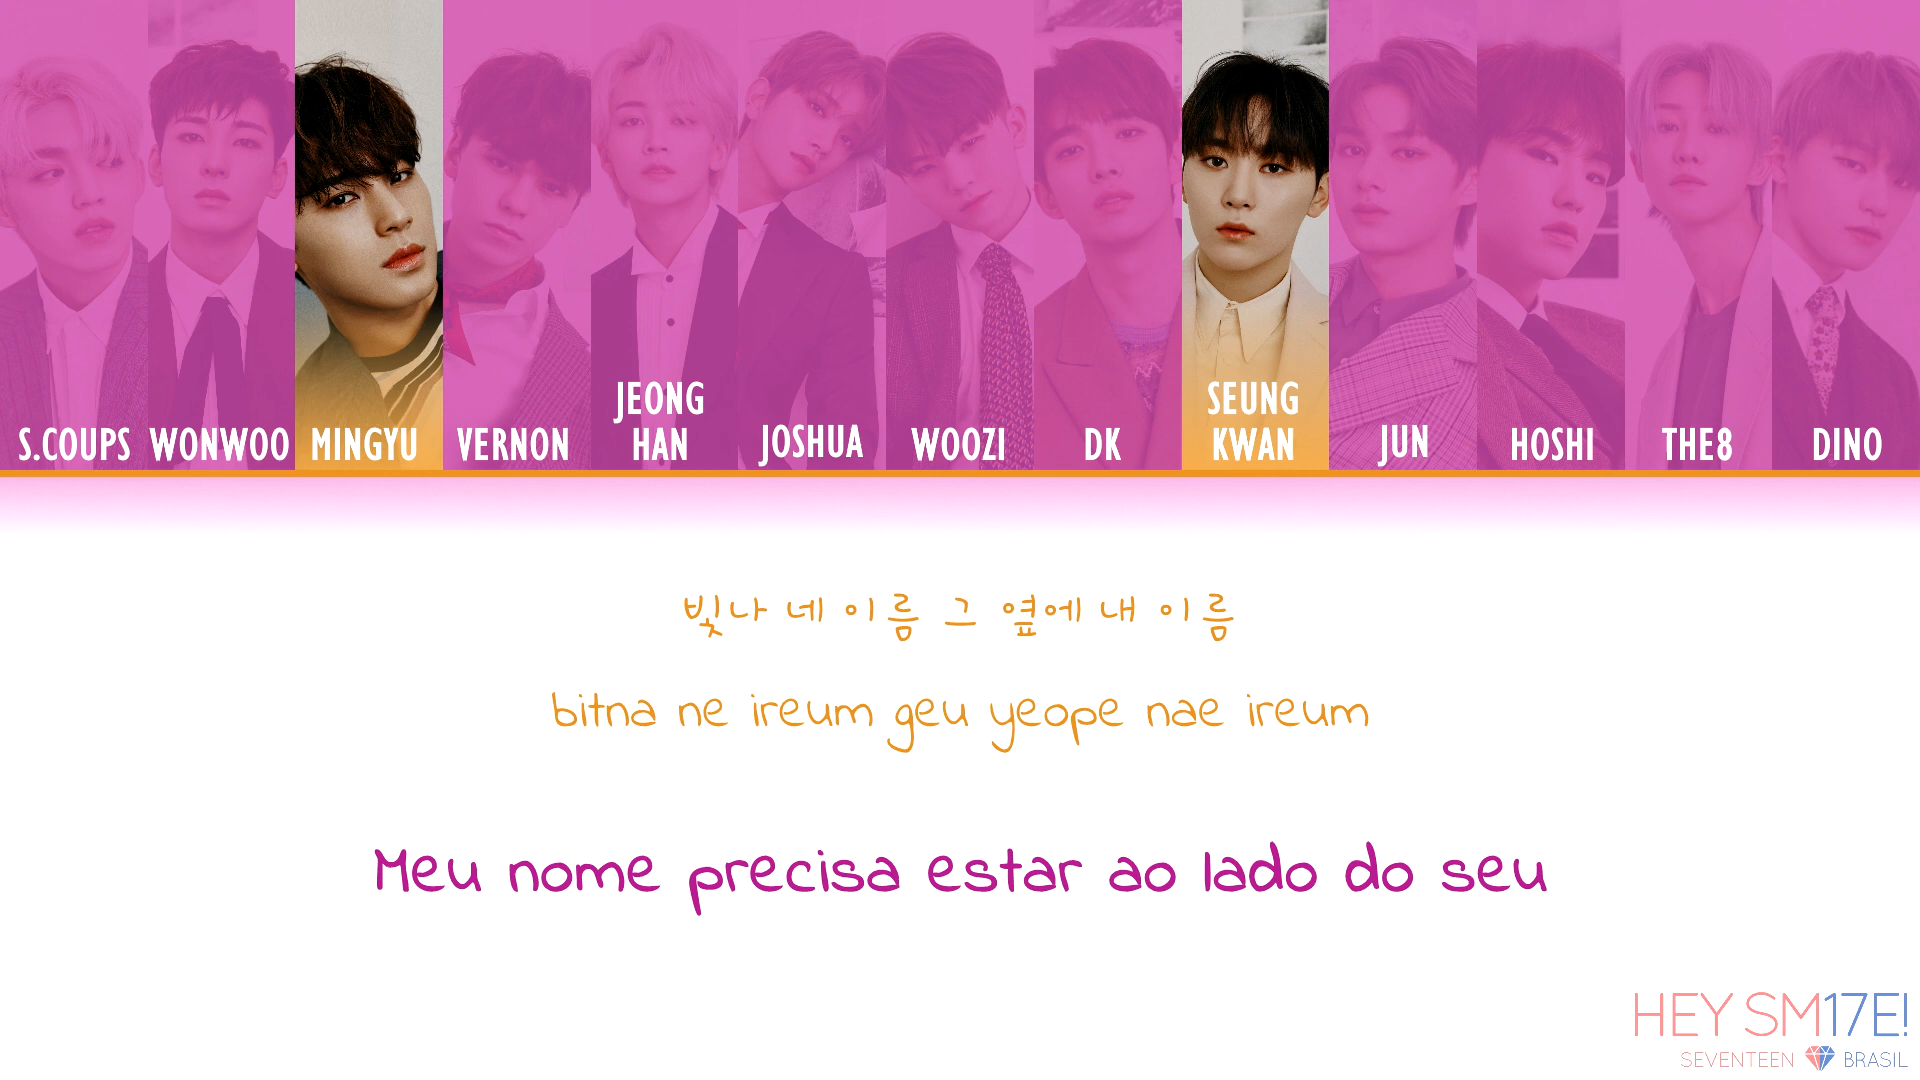 S.COUPS WONWOO MINGYU VERNON JEONG HAN JOSHUA WOOZI DK SEUNG KWAN JUN HOSHI THE8 DINO
빛나 네 이름 그 옆에 내 이름
bitna ne ireum geu yeope nae ireum
Meu nome precisa estar ao lado do seu
HEY SM17E!
SEVENTEEN BRASIL